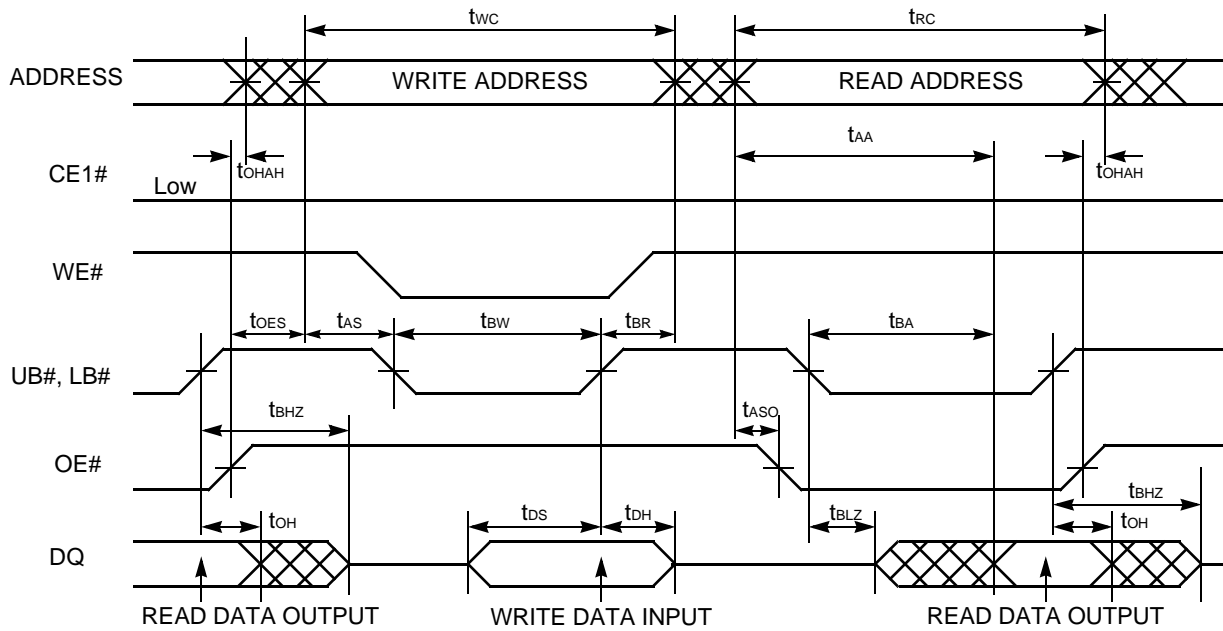 tWC
tRC
ADDRESS
WRITE ADDRESS
READ ADDRESS
tAA
tOHAH
tOHAH
CE1#
Low
WE#
tOES
tAS
tBW
tBR
tBA
UB#, LB#
tBHZ
tASO
OE#
tBHZ
tOH
tDS
tDH
tBLZ
tOH
DQ
READ DATA OUTPUT
WRITE DATA INPUT
READ DATA OUTPUT